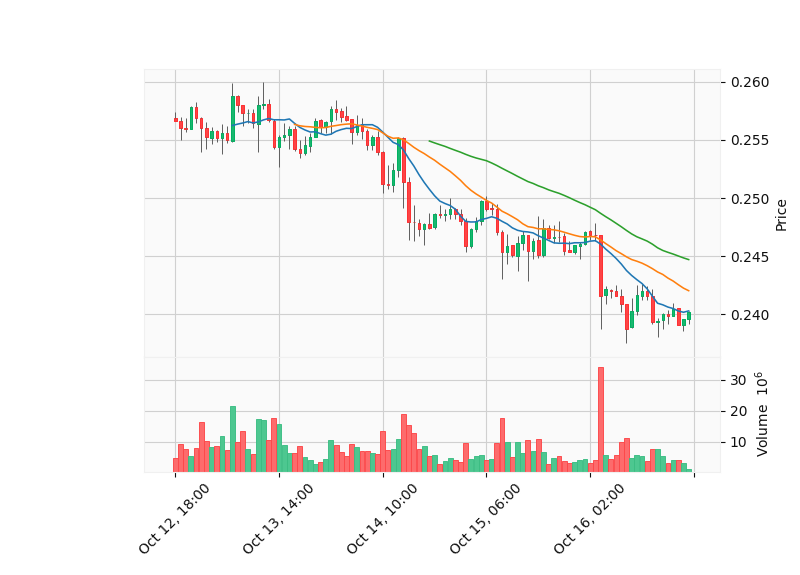 0.260
0.255
0.250
0.245
0.240
Price
30
20
10
Volume 10^6
Oct 12, 18:00
Oct 13, 14:00
Oct 14, 10:00
Oct 15, 06:00
Oct 16, 02:00